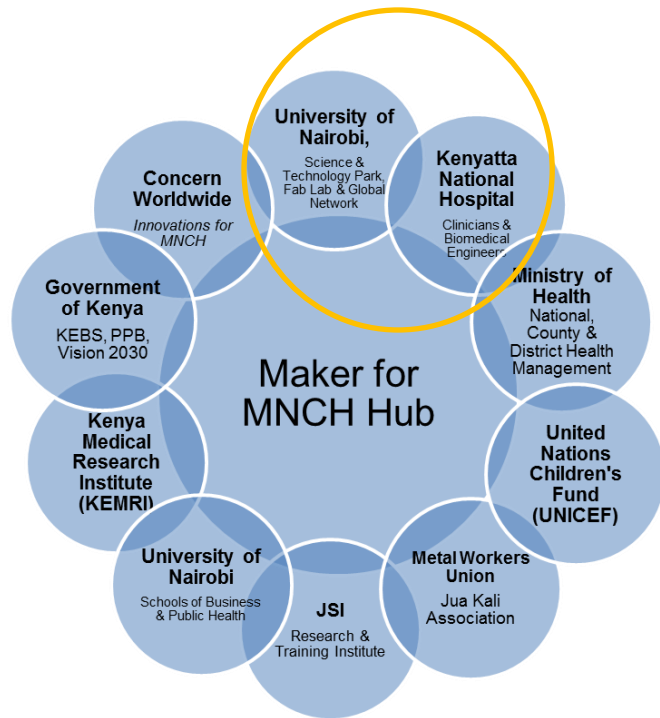 University of
Nairobi,
Science &
Technology Park,
Fab Lab & Global
Network
Kenyatta
National
Hospital
Clinicians &
Biomedical
Engineers
Ministry of
Health
National,
County &
District Health
Management
United
Nations
Children's
Fund
(UNICEF)
Metal Workers
Union
Jua Kali
Association
JSI
Research &
Training Institute
University of
Nairobi
Schools of Business
& Public Health
Kenya
Medical
Research
Institute
(KEMRI)
Government
of Kenya
KEBS, PPB,
Vision 2030
Concern
Worldwide
Innovations for
MNCH
Maker for
MNCH Hub